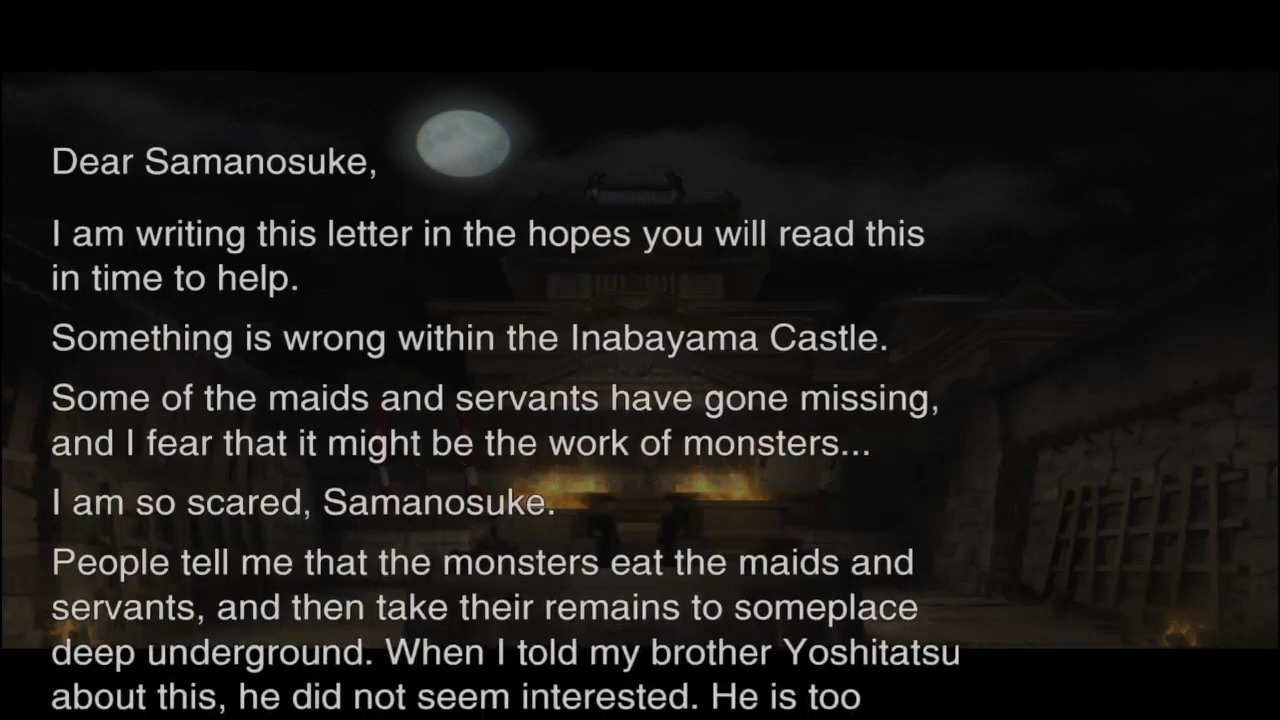 Dear Samanosuke,
I am writing this letter in the hopes you will read this
in time to help.
Something is wrong within the Inabayama Castle.
Some of the maids and servants have gone missing,
and I fear that it might be the work of monsters...
I am so scared, Samanosuke.
People tell me that the monsters eat the maids and
servants, and then take their remains to someplace
deep underground. When I told my brother Yoshitatsu
about this, he did not seem interested. He is too